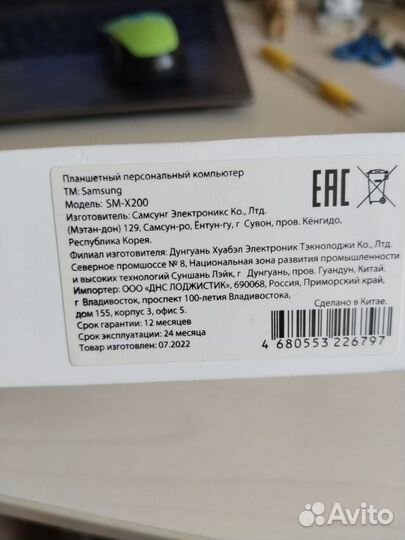 Планшетный персональный компьютер
ТМ: Samsung
Модель: SM-X200
Изготовитель: Самсунг Электроникс Ко., Лтд.
(Мэтан-дон) 129, Самсун-ро, Ёнтун-гу, г Сувон, пров. Кёнгидо,
Республика Корея.
Филиал изготовителя: Дунгуань Хуабэл Электроник Тэкнолоджи Ко., Лтд.
Северное промшоссе № 8, Национальная зона развития промышленности
и высоких технологий Суншань Лэйк, г Дунгуань, пров. Гуандун, Китай.
Импортер: ООО «ДНС ЛОДЖИСТИК», 690068, Россия, Приморский край,
г Владивосток, проспект 100-летия Владивостока,
дом 155, корпус 3, офис 5.
Срок гарантии: 12 месяцев
Срок эксплуатации: 24 месяца
Товар изготовлен: 07.2022
EAC
Сделано в Китае.
4 680553 226797
Avito